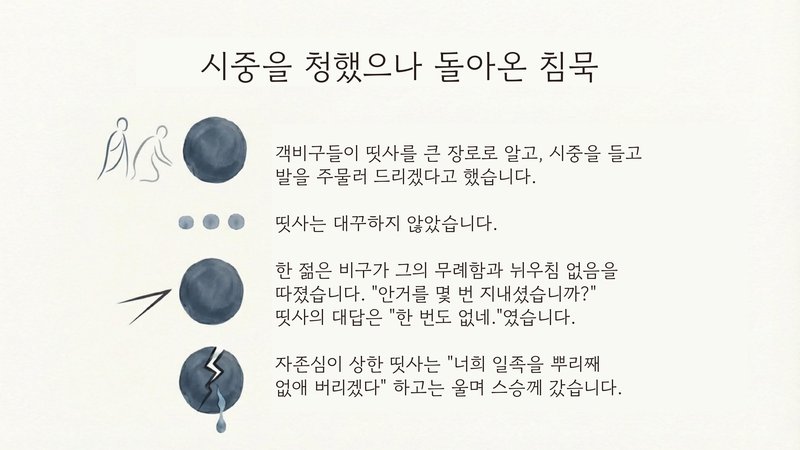 시중을 청했으나 돌아온 침묵
객비구들이 띳사를 큰 장로로 알고, 시중을 들고
발을 주물러 드리겠다고 했습니다.
띳사는 대꾸하지 않았습니다.
한 젊은 비구가 그의 무례함과 뉘우침 없음을
따졌습니다. "안거를 몇 번 지내셨습니까?"
띳사의 대답은 "한 번도 없네."였습니다.
자존심이 상한 띳사는 "너희 일족을 뿌리째
없애 버리겠다" 하고는 울며 스승께 갔습니다.